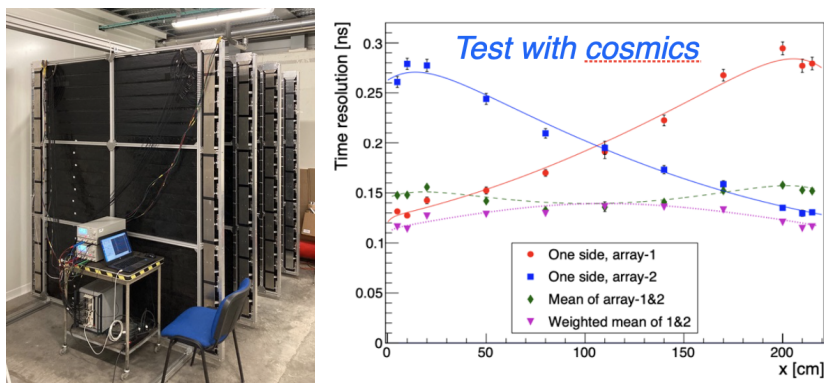 Test with cosmics
Time resolution [ns]
0.3
0.25
0.2
0.15
0.1
0.05
0
0 50 100 150 200
x [cm]
One side, array-1
One side, array-2
Mean of array-1&2
Weighted mean of 1&2